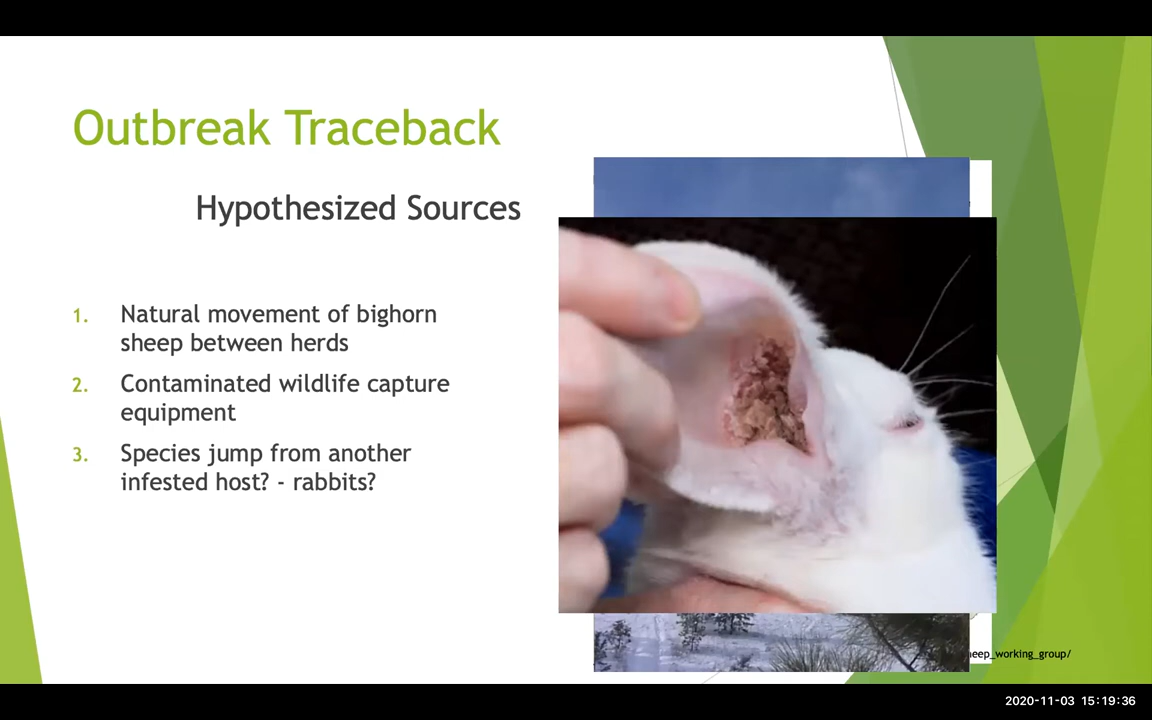 Outbreak Traceback
Hypothesized Sources
1. Natural movement of bighorn
sheep between herds
2. Contaminated wildlife capture
equipment
3. Species jump from another
infested host? - rabbits?
heep_working_group/
2020-11-03 15:19:36